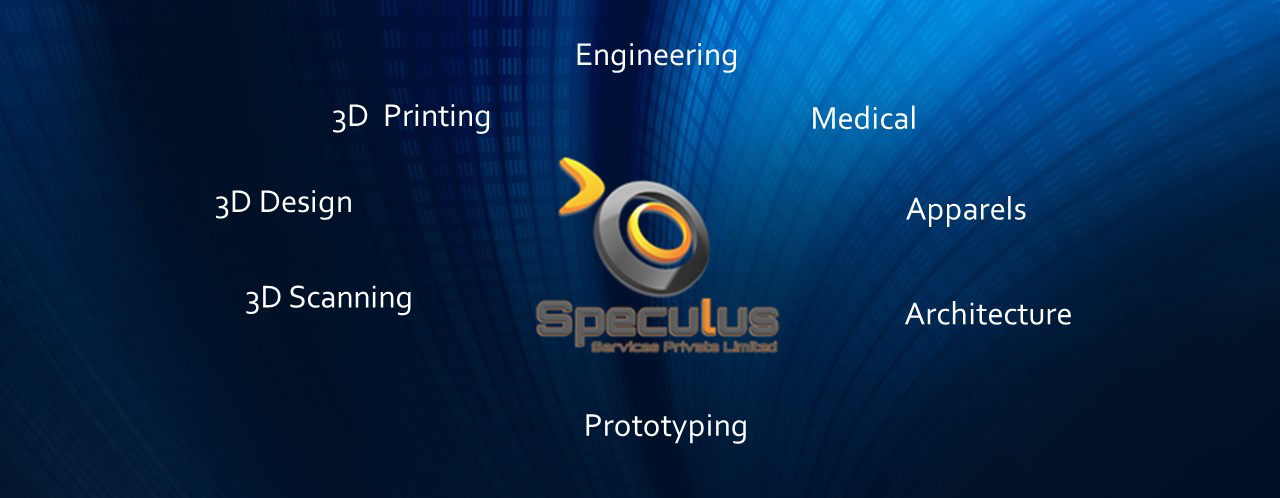 Engineering
3D Printing
Medical
3D Design
Apparels
3D Scanning
Architecture
Speculus
Services Private Limited
Prototyping